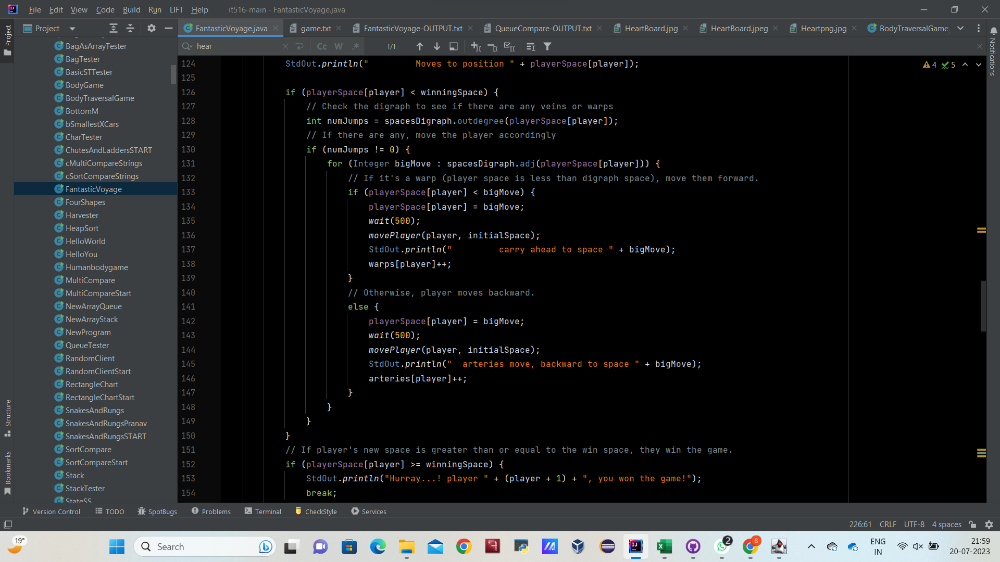 File Edit View Code Build Run LIFT Help it516-main - FantasticVoyage.java
Project
FantasticVoyage.java game.txt FantasticVoyage-OUTPUT.txt QueueCompare-OUTPUT.txt HeartBoard.jpg HeartBoard.jpeg Heartpng.jpg BodyTraversalGame.
hear Cc W .* 1/1
Project
Structure
Bookmarks
Notifications
BagAsArrayTester
BagTester
BasicSTTester
BodyGame
BodyTraversalGame
BottomM
bSmallestXCars
CharTester
ChutesAndLaddersSTART
cMultiCompareStrings
cSortCompareStrings
FantasticVoyage
FourShapes
Harvester
HeapSort
HelloWorld
HelloYou
Humanbodygame
MultiCompare
MultiCompareStart
NewArrayQueue
NewArrayStack
NewProgram
QueueTester
RandomClient
RandomClientStart
RectangleChart
RectangleChartStart
SnakesAndRungs
SnakesAndRungsPranav
SnakesAndRungsSTART
SortCompare
SortCompareStart
Stack
StackTester
StateSS
4 5
124 StdOut.println("         Moves to position " + playerSpace[player]);
125
126 if (playerSpace[player] < winningSpace) {
127 // Check the digraph to see if there are any veins or warps
128 int numJumps = spacesDigraph.outdegree(playerSpace[player]);
129 // If there are any, move the player accordingly
130 if (numJumps != 0) {
131 for (Integer bigMove : spacesDigraph.adj(playerSpace[player])) {
132 // If it's a warp (player space is less than digraph space), move them forward.
133 if (playerSpace[player] < bigMove) {
134 playerSpace[player] = bigMove;
135 wait(500);
136 movePlayer(player, initialSpace);
137 StdOut.println("         carry ahead to space " + bigMove);
138 warps[player]++;
139 }
140 // Otherwise, player moves backward.
141 else {
142 playerSpace[player] = bigMove;
143 wait(500);
144 movePlayer(player, initialSpace);
145 StdOut.println("  arteries move, backward to space " + bigMove);
146 arteries[player]++;
147 }
148 }
149 }
150 }
151 // If player's new space is greater than or equal to the win space, they win the game.
152 if (playerSpace[player] >= winningSpace) {
153 StdOut.println("Hurray...! player " + (player + 1) + ", you won the game!");
154 break;
Version Control TODO SpotBugs Problems Terminal CheckStyle Services
226:61 CRLF UTF-8 4 spaces
19° Search 2 S ENG
IN
21:59
20-07-2023